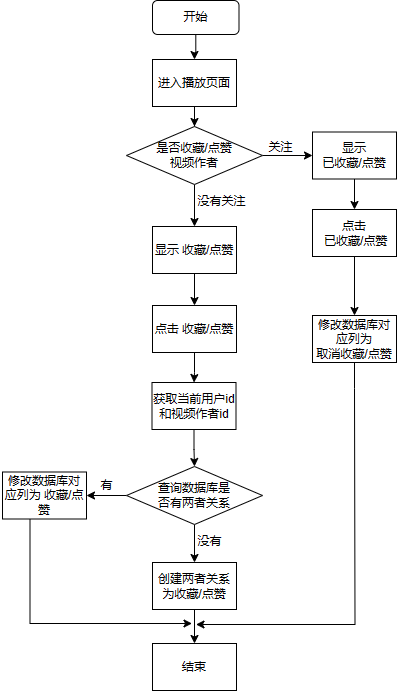 开始
进入播放页面
是否收藏/点赞
视频作者
关注
显示
已收藏/点赞
没有关注
点击
已收藏/点赞
显示 收藏/点赞
点击 收藏/点赞
修改数据库对
应列为
取消收藏/点赞
获取当前用户id
和视频作者id
查询数据库是
否有两者关系
有
修改数据库对
应列为 收藏/点
赞
没有
创建两者关系
为收藏/点赞
结束